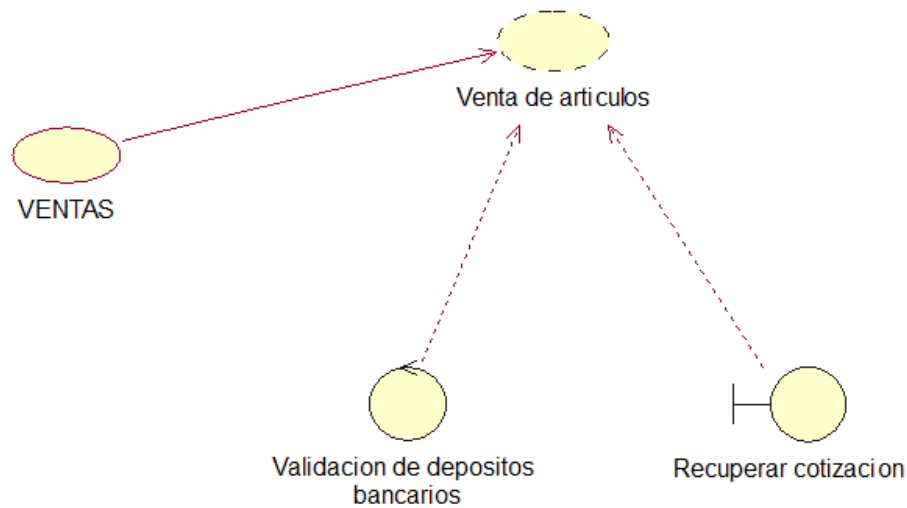 Venta de articulos
VENTAS
Validacion de depositos
bancarios
Recuperar cotizacion